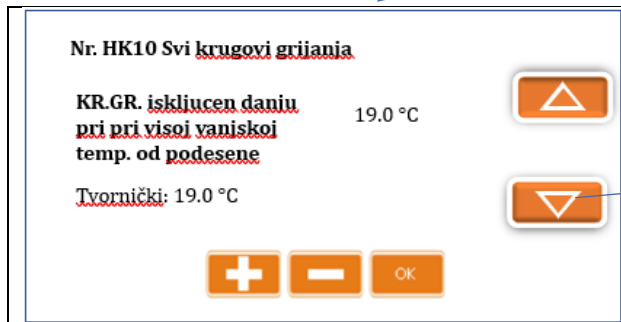 Nr. HK10 Svi krugovi grijanja
KR.GR. iskljucen danju
pri pri visoj vanjskoj
temp. od podesene
19.0 °C
Tvornički: 19.0 °C
OK